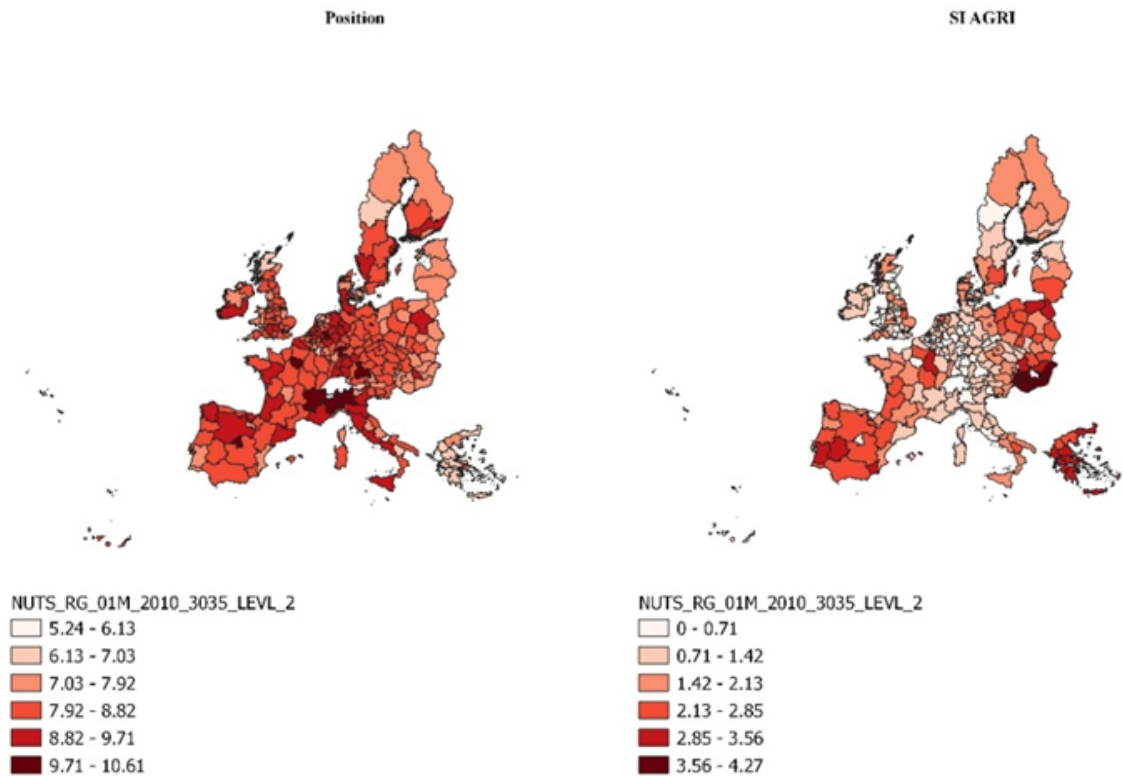 Position
SI AGRI
NUTS_RG_01M_2010_3035_LEVL_2
5.24 - 6.13
6.13 - 7.03
7.03 - 7.92
7.92 - 8.82
8.82 - 9.71
9.71 - 10.61
NUTS_RG_01M_2010_3035_LEVL_2
0 - 0.71
0.71 - 1.42
1.42 - 2.13
2.13 - 2.85
2.85 - 3.56
3.56 - 4.27